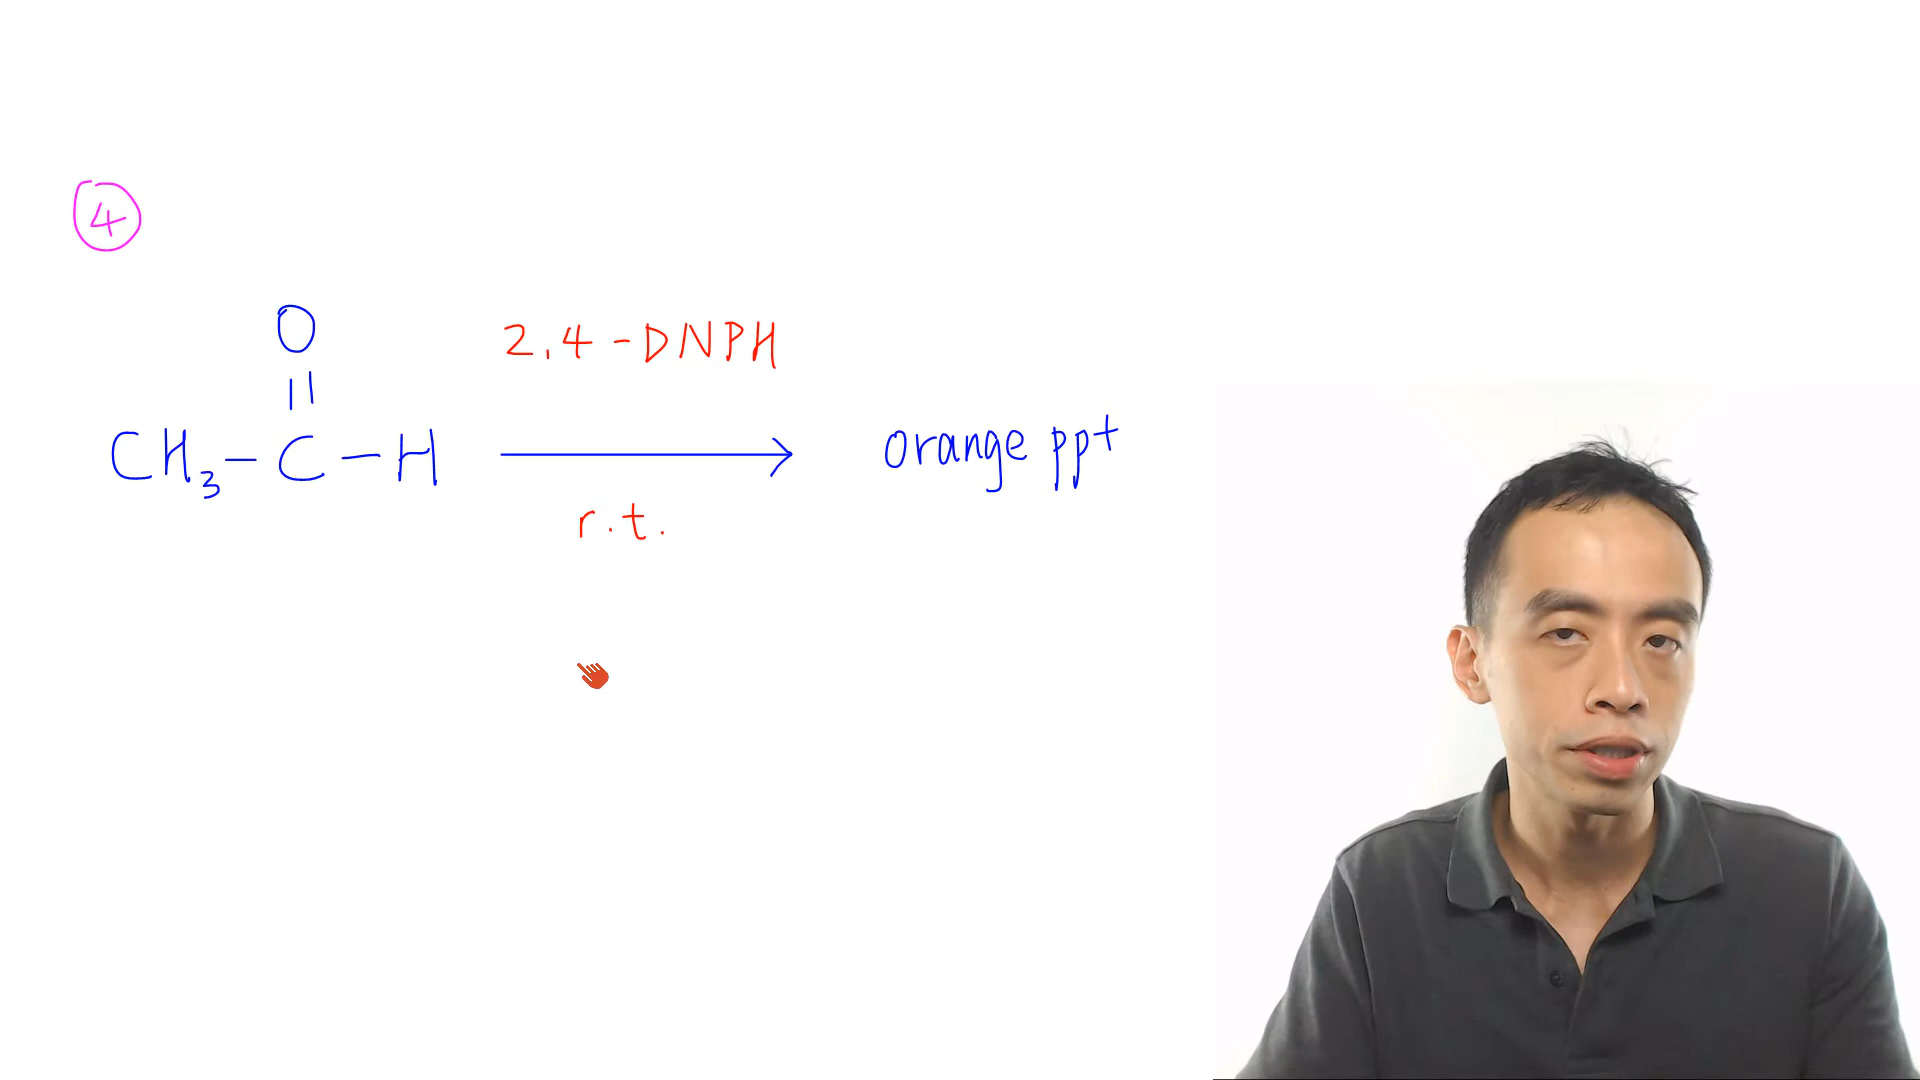 4
O
||
CH₃-C-H
2,4-DNPH
r.t.
orange ppt